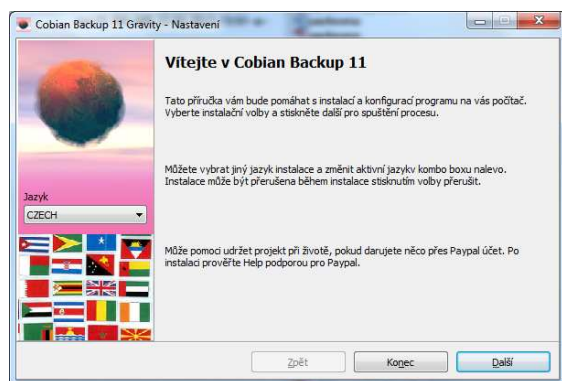 Cobian Backup 11 Gravity - Nastavení
Vítejte v Cobian Backup 11
Tato příručka vám bude pomáhat s instalací a konfigurací programu na vás počítač.
Vyberte instalační volby a stiskněte další pro spuštění procesu.
Můžete vybrat jiný jazyk instalace a změnit aktivní jazykv kombo boxu nalevo.
Instalace může být přerušena během instalace stisknutím volby přerušit.
Jazyk
CZECH
Může pomoci udržet projekt při životě, pokud darujete něco přes Paypal účet. Po
instalaci prověřte Help podporou pro Paypal.
Zpět
Konec
Další